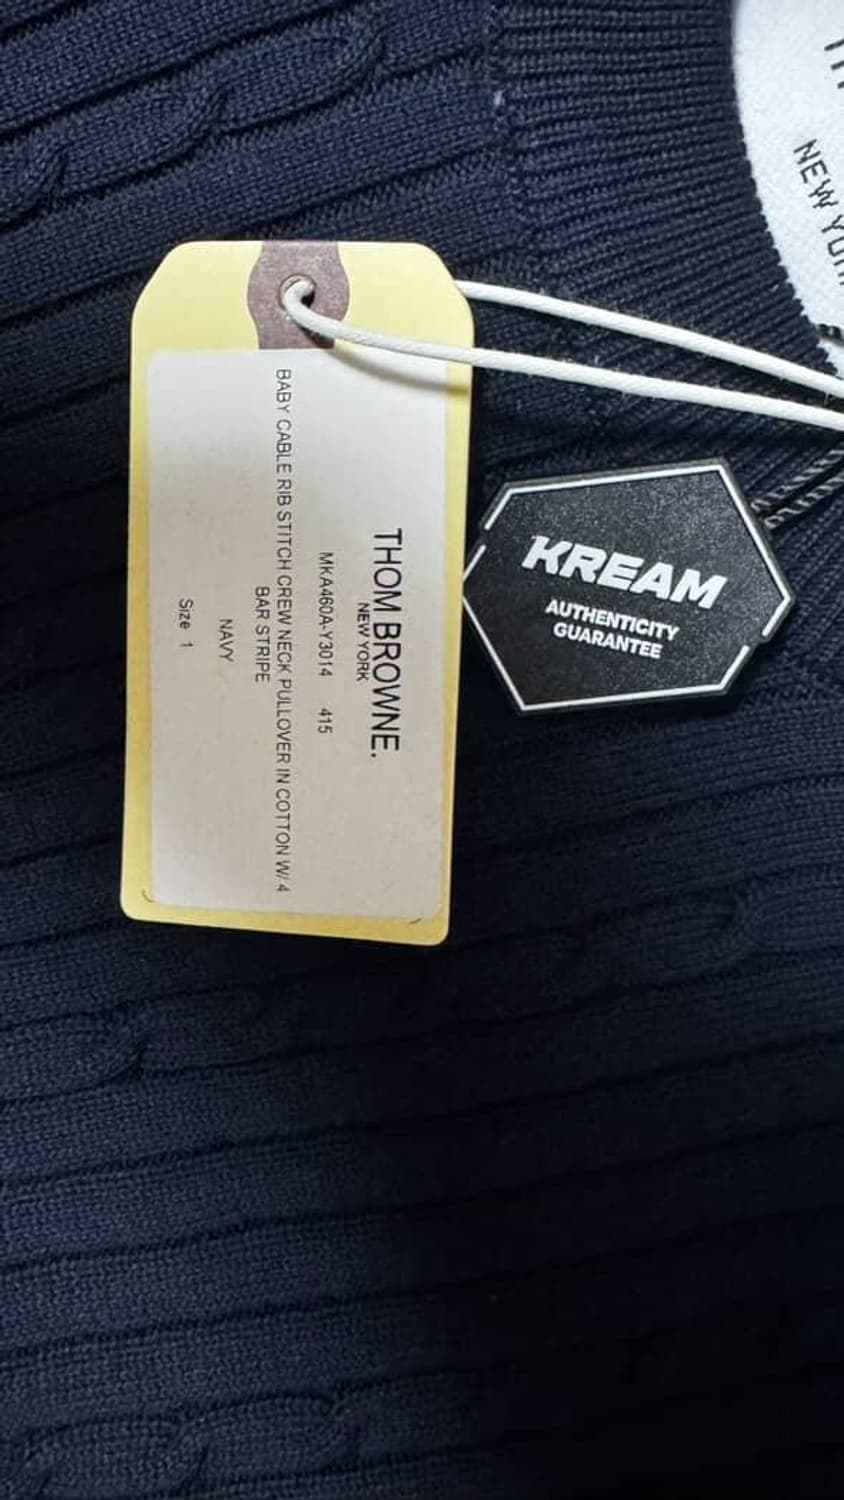 THOM BROWNE.
NEW YORK
MKA460A-Y3014 415
BABY CABLE RIB STITCH CREW NECK PULLOVER IN COTTON W/ 4
BAR STRIPE
NAVY
Size 1
KREAM
AUTHENTICITY
GUARANTEE
NEW